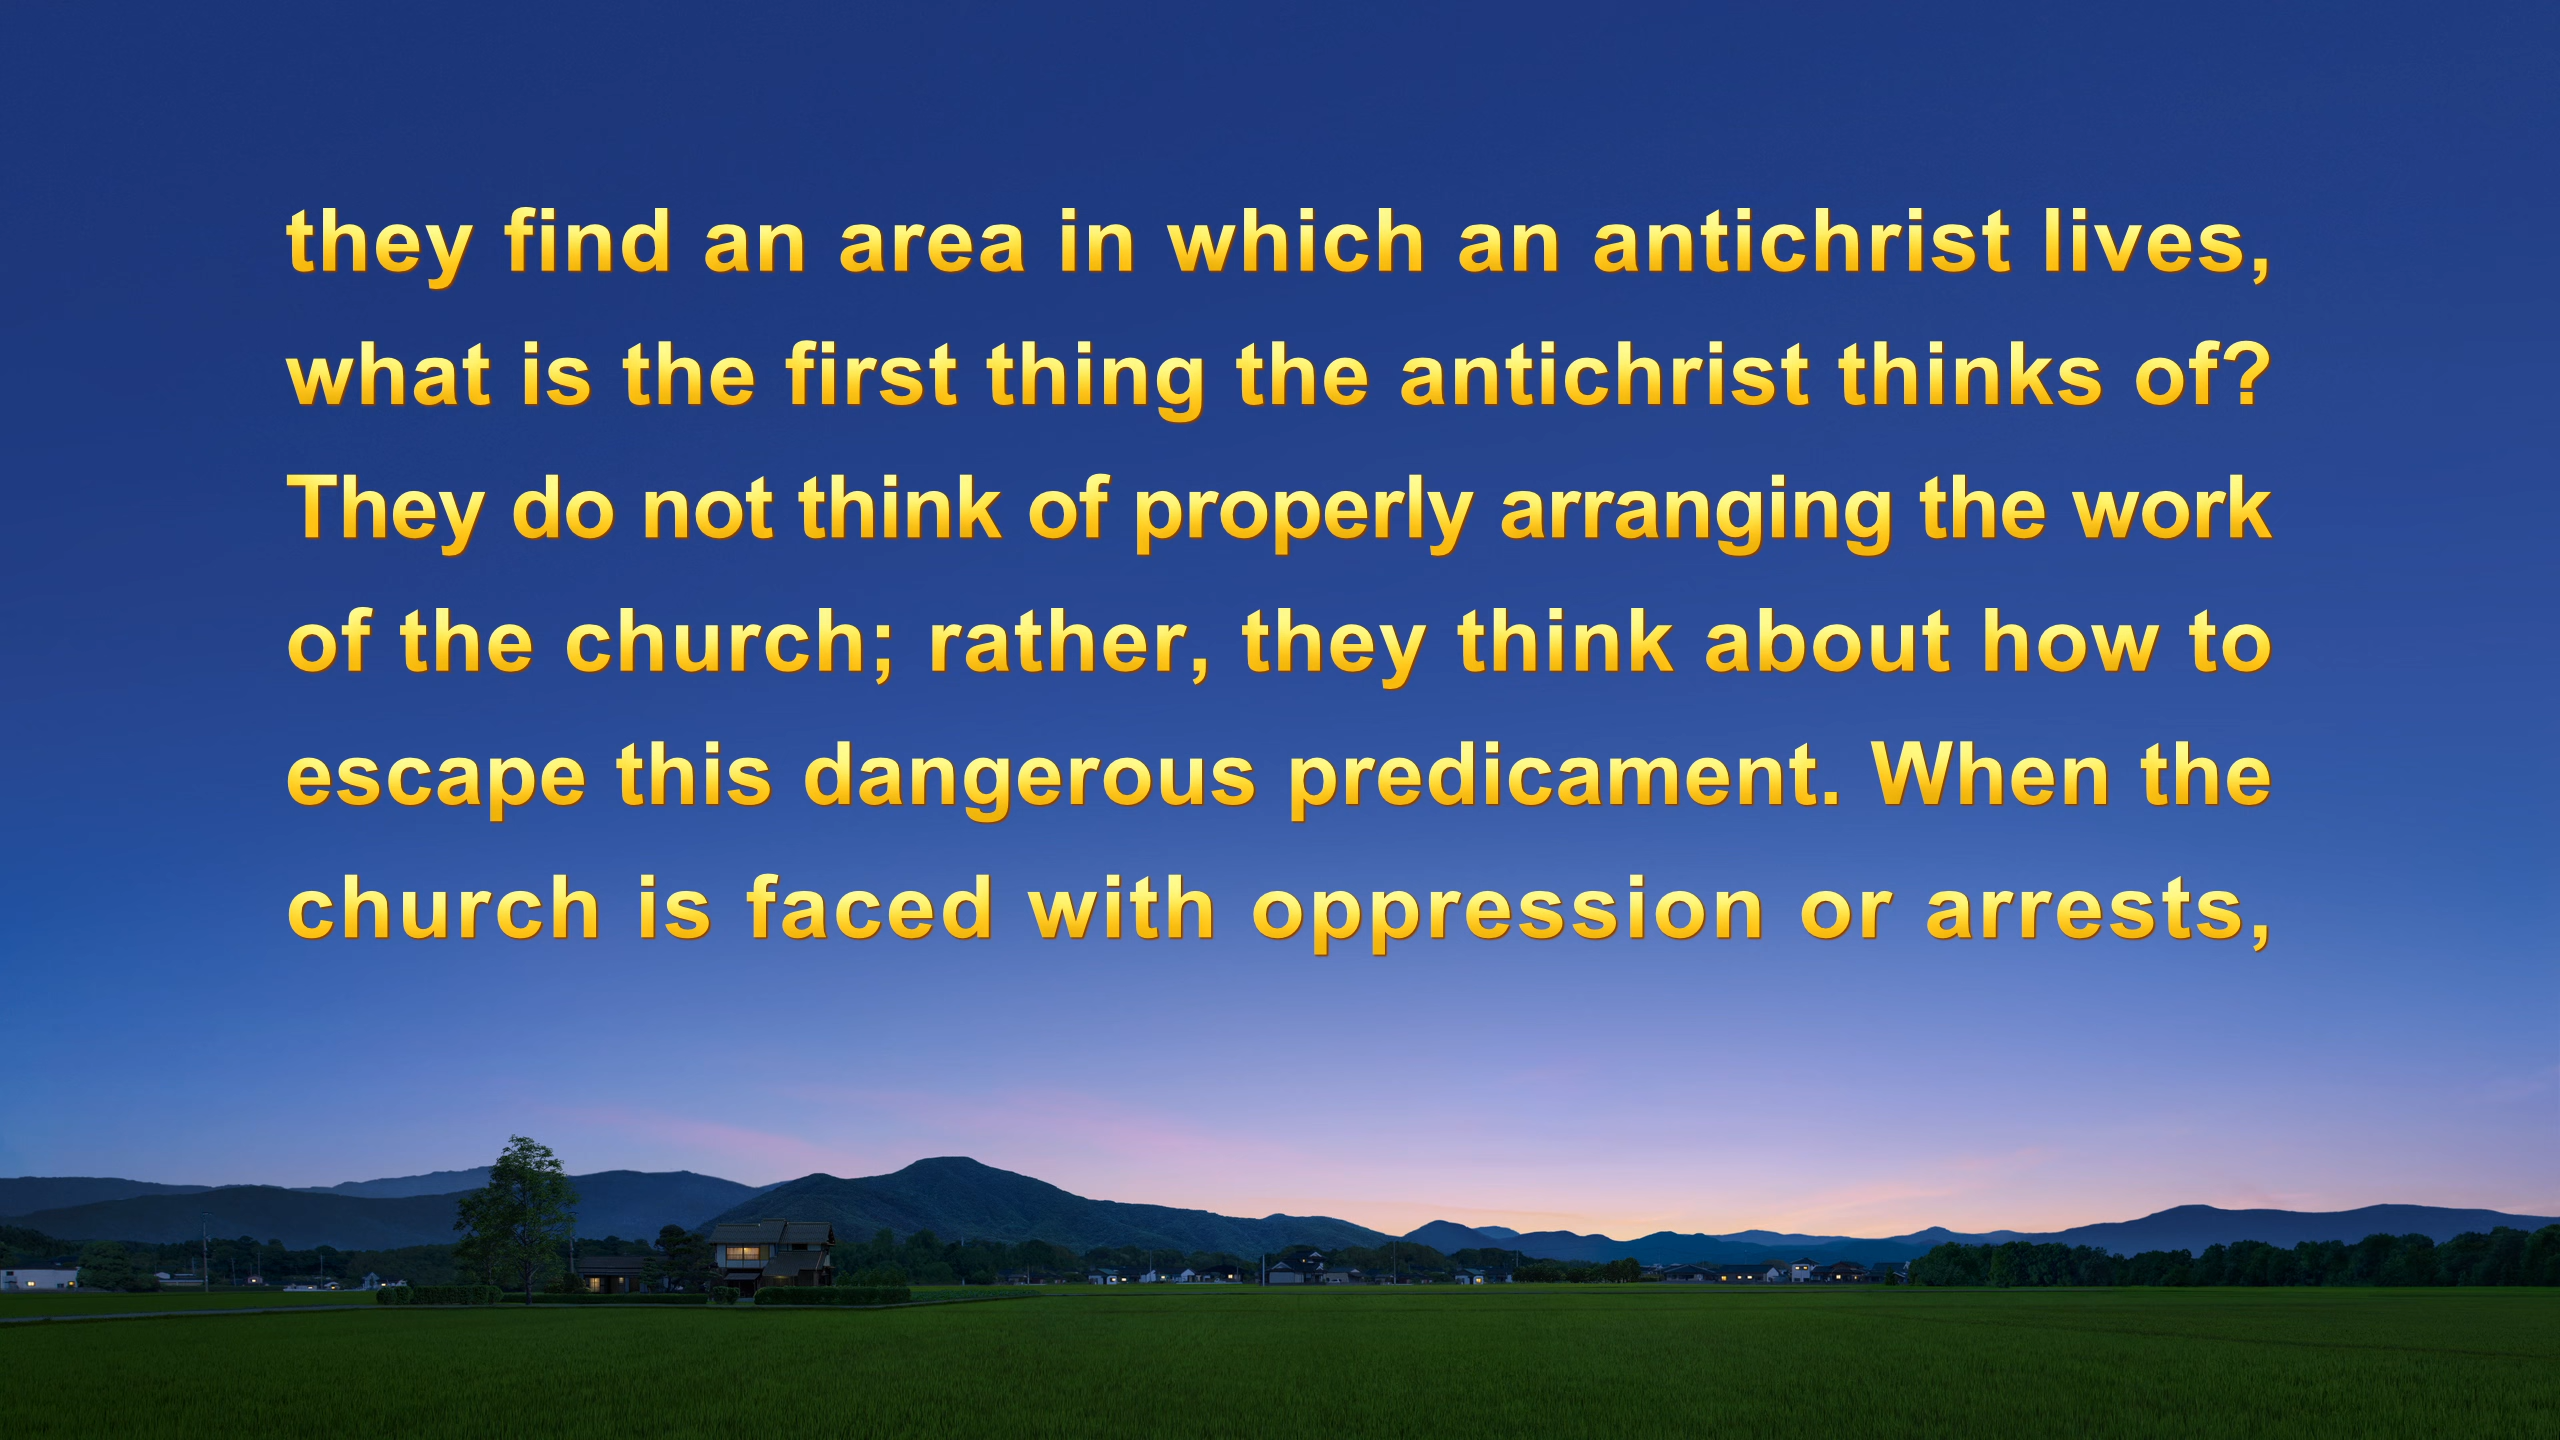 they find an area in which an antichrist lives,
what is the first thing the antichrist thinks of?
They do not think of properly arranging the work
of the church; rather, they think about how to
escape this dangerous predicament. When the
church is faced with oppression or arrests,